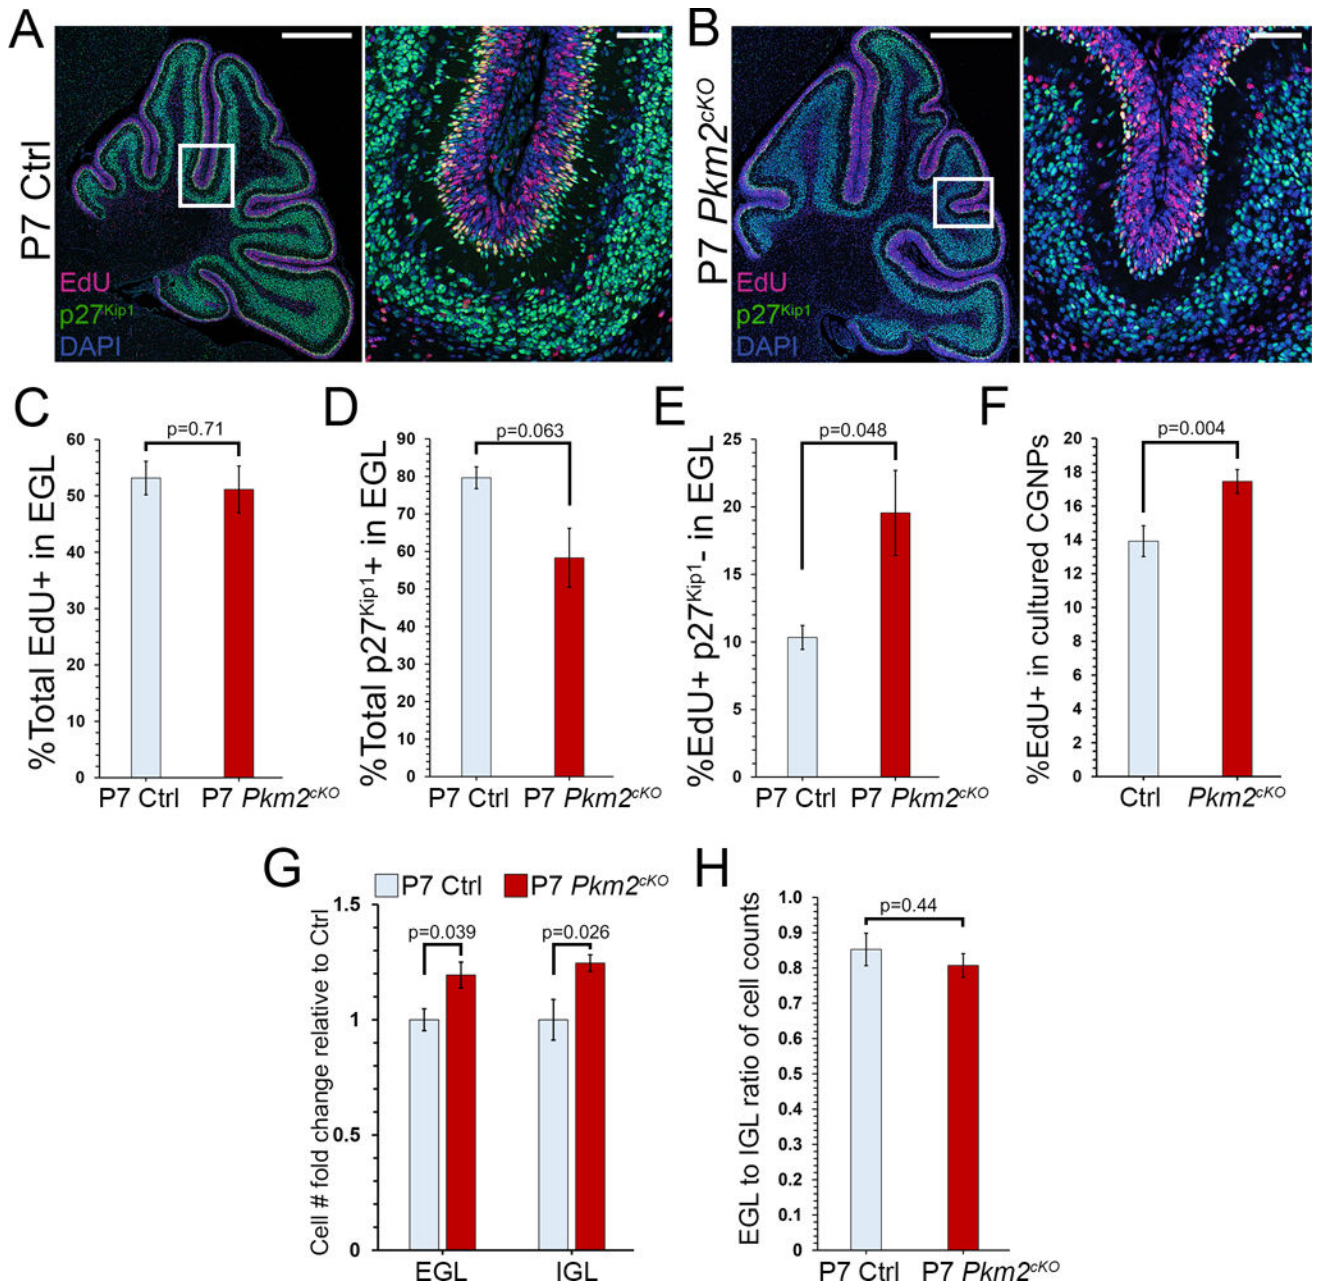 A
B
P7 Ctrl
EdU
p27Kip1
DAPI
P7 Pkm2cKO
EdU
p27Kip1
DAPI
C
D
E
F
%Total EdU+ in EGL
p=0.71
60
50
40
30
20
10
0
P7 Ctrl P7 Pkm2cKO
%Total p27Kip1+ in EGL
p=0.063
90
80
70
60
50
40
30
20
10
0
P7 Ctrl P7 Pkm2cKO
%EdU+ p27Kip1- in EGL
p=0.048
25
20
15
10
5
0
P7 Ctrl P7 Pkm2cKO
%EdU+ in cultured CGNPs
p=0.004
20
18
16
14
12
10
8
6
4
2
0
Ctrl Pkm2cKO
G
P7 Ctrl P7 Pkm2cKO
Cell # fold change relative to Ctrl
1.5
1
0.5
0
p=0.039
p=0.026
EGL IGL
H
EGL to IGL ratio of cell counts
p=0.44
1.0
0.9
0.8
0.7
0.6
0.5
0.4
0.3
0.2
0.1
0
P7 Ctrl P7 Pkm2cKO